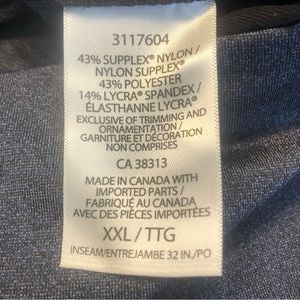 3117604
43% SUPPLEX® NYLON /
NYLON SUPPLEX®
43% POLYESTER
14% LYCRA® SPANDEX /
ÉLASTHANNE LYCRA®
EXCLUSIVE OF TRIMMING AND
ORNAMENTATION /
GARNITURE ET DÉCORATION
NON COMPRISES
CA 38313
MADE IN CANADA WITH
IMPORTED PARTS /
FABRIQUÉ AU CANADA
AVEC DES PIÈCES IMPORTÉES
XXL / TTG
INSEAM/ENTREJAMBE 32 IN./PO